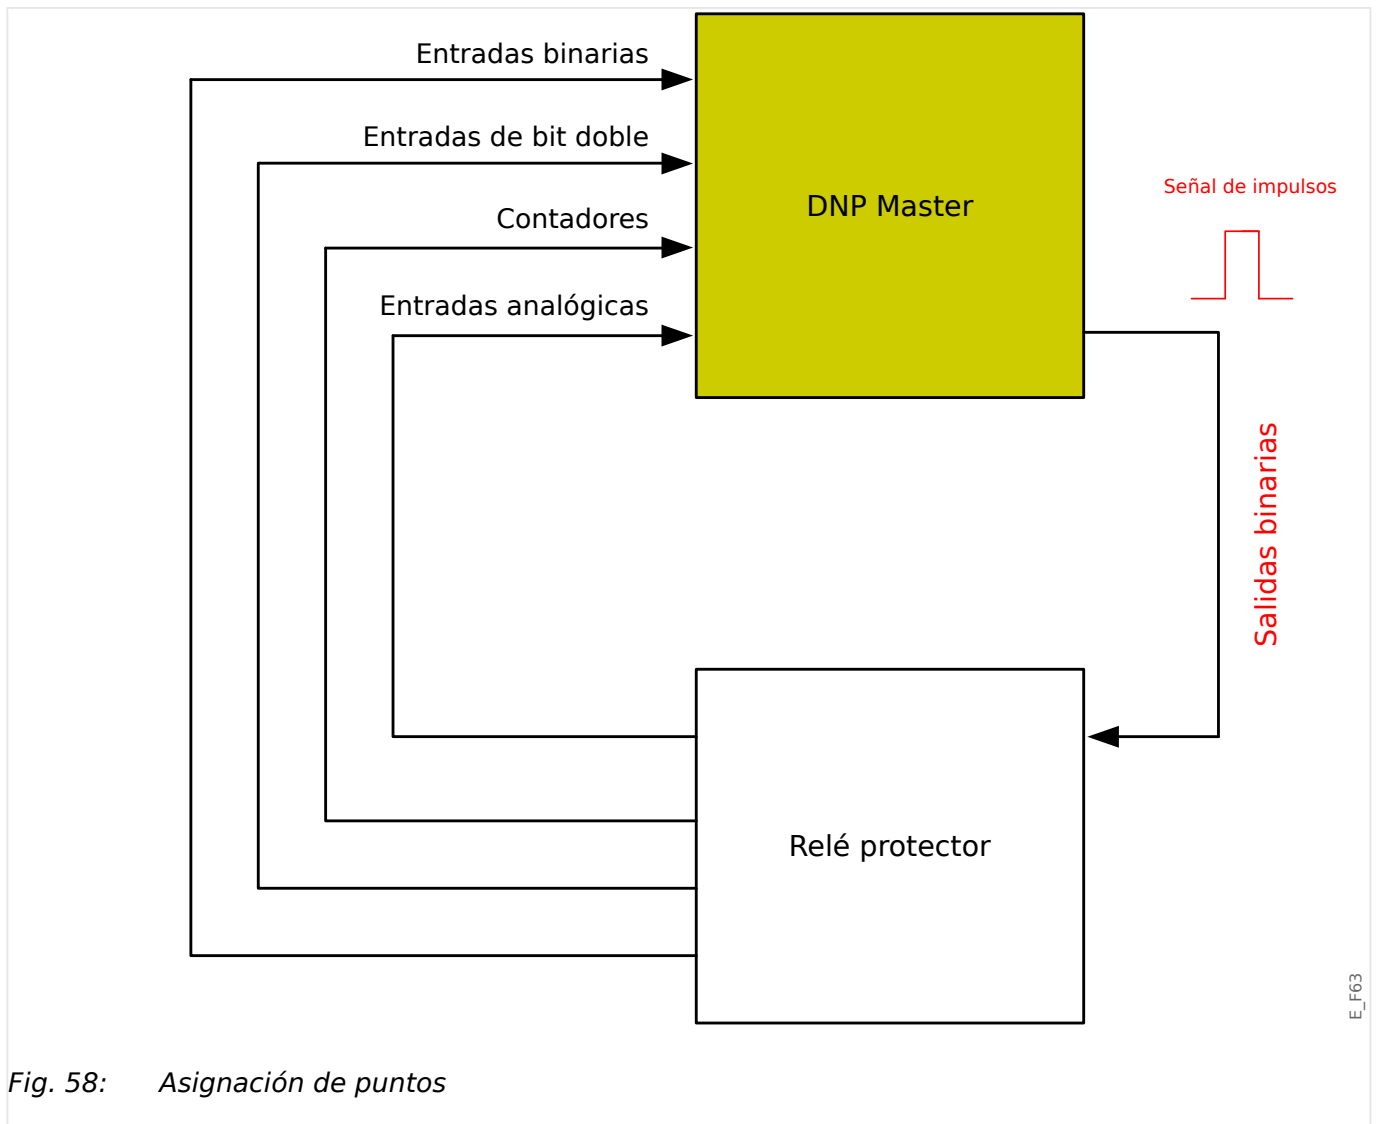 Entradas binarias
Entradas de bit doble
Contadores
Entradas analógicas
DNP Master
Señal de impulsos
Salidas binarias
Relé protector
E_F63
Fig. 58: Asignación de puntos